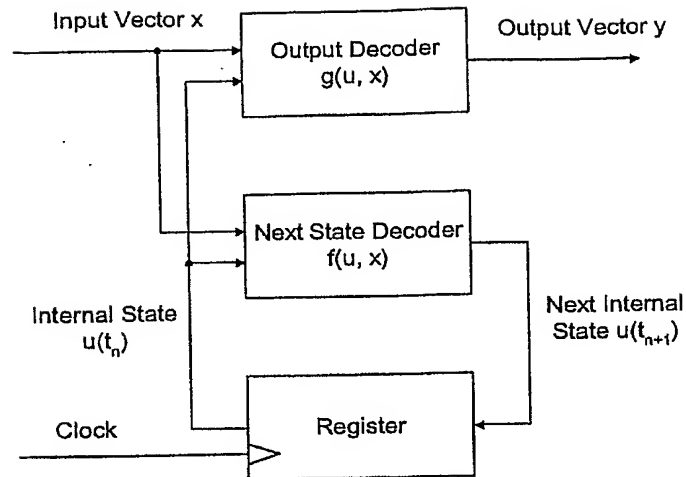 Input Vector x
Output Decoder
g(u, x)
Output Vector y
Next State Decoder
f(u, x)
Internal State
u(tₙ)
Next Internal
State u(tₙ₊₁)
Clock
Register